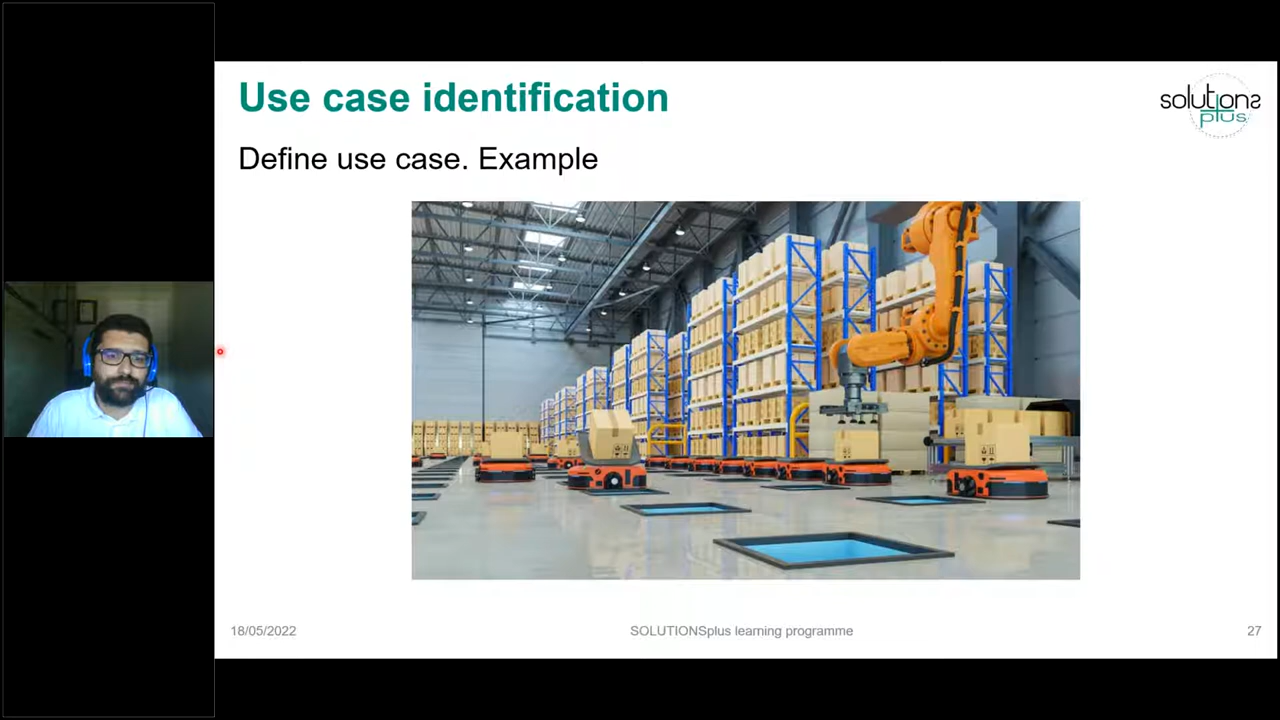 Use case identification
solutions
plus
Define use case. Example
18/05/2022
SOLUTIONSplus learning programme
27